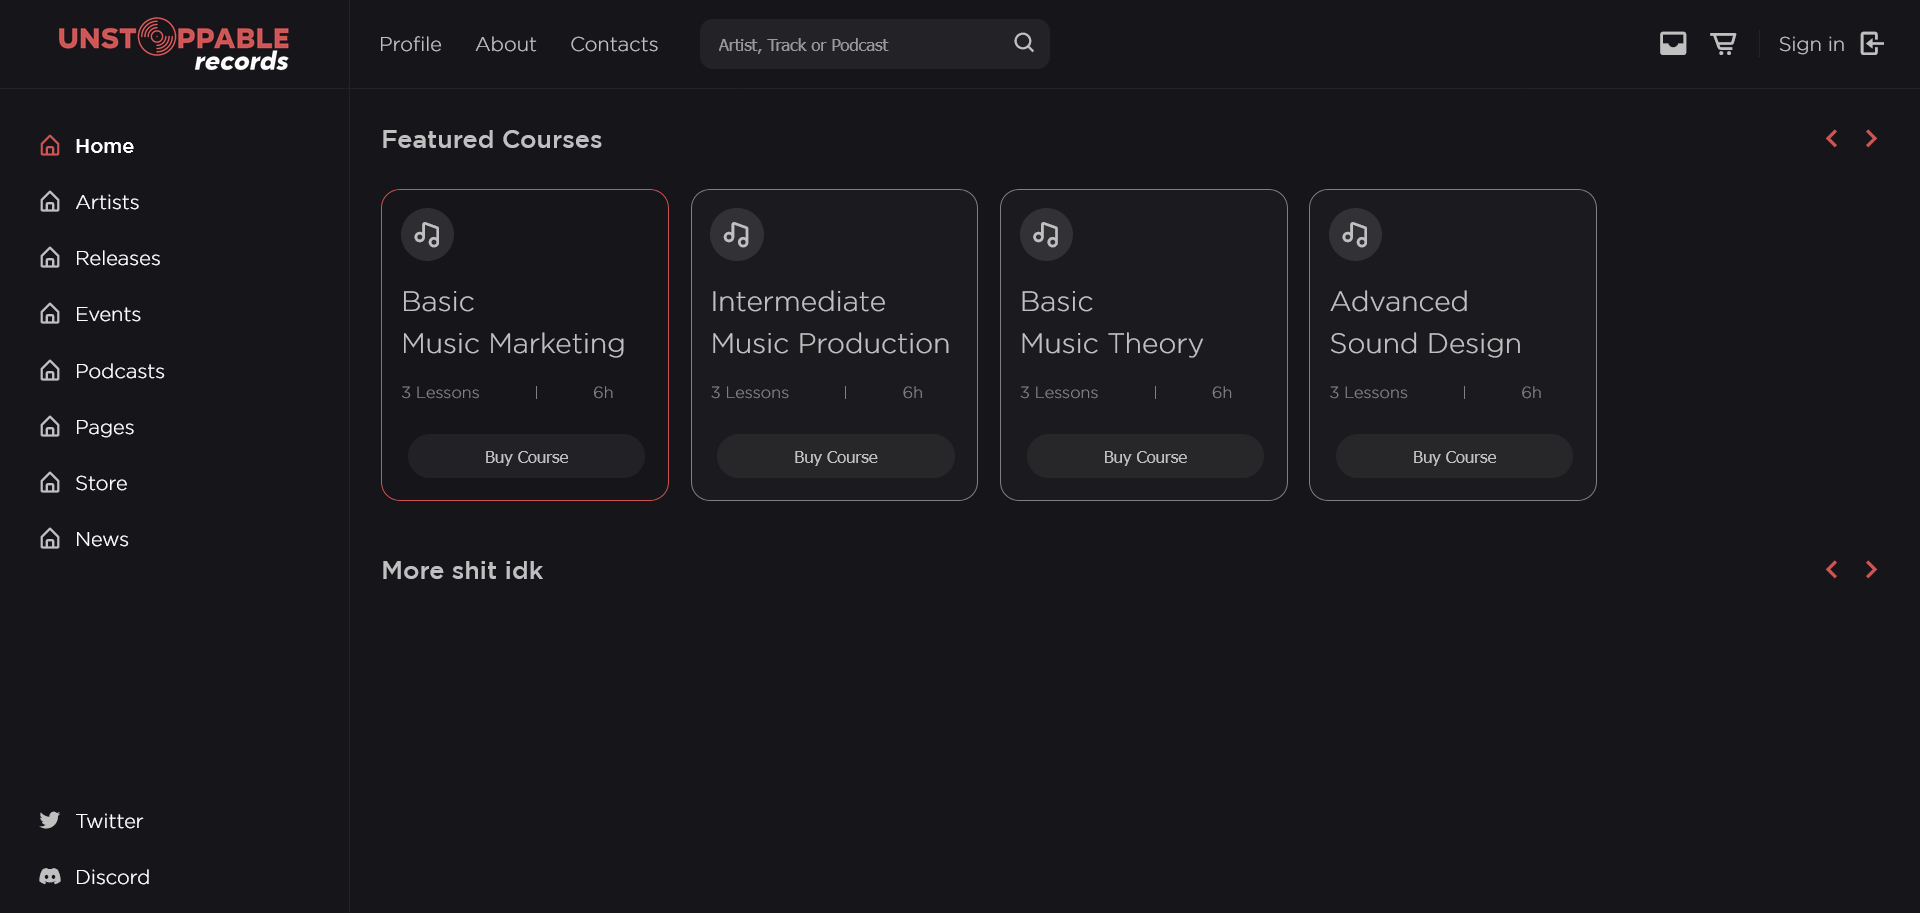 UNSTOPPABLE
records
Profile
About
Contacts
Artist, Track or Podcast
Sign in
Home
Artists
Releases
Events
Podcasts
Pages
Store
News
Twitter
Discord
Featured Courses
Basic
Music Marketing
3 Lessons | 6h
Buy Course
Intermediate
Music Production
3 Lessons | 6h
Buy Course
Basic
Music Theory
3 Lessons | 6h
Buy Course
Advanced
Sound Design
3 Lessons | 6h
Buy Course
More shit idk